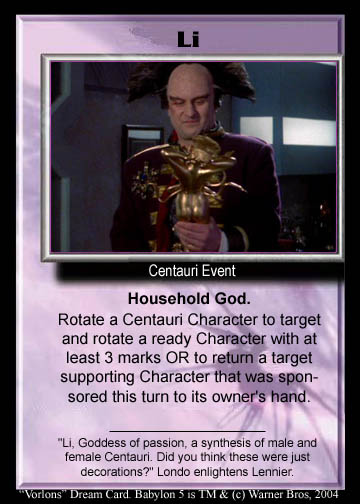 Li
Centauri Event
Household God.
Rotate a Centauri Character to target
and rotate a ready Character with at
least 3 marks OR to return a target
supporting Character that was spon-
sored this turn to its owner's hand.
"Li, Goddess of passion, a synthesis of male and
female Centauri. Did you think these were just
decorations?" Londo enlightens Lennier.
"Vorlons" Dream Card. Babylon 5 is TM & (c) Warner Bros, 2004